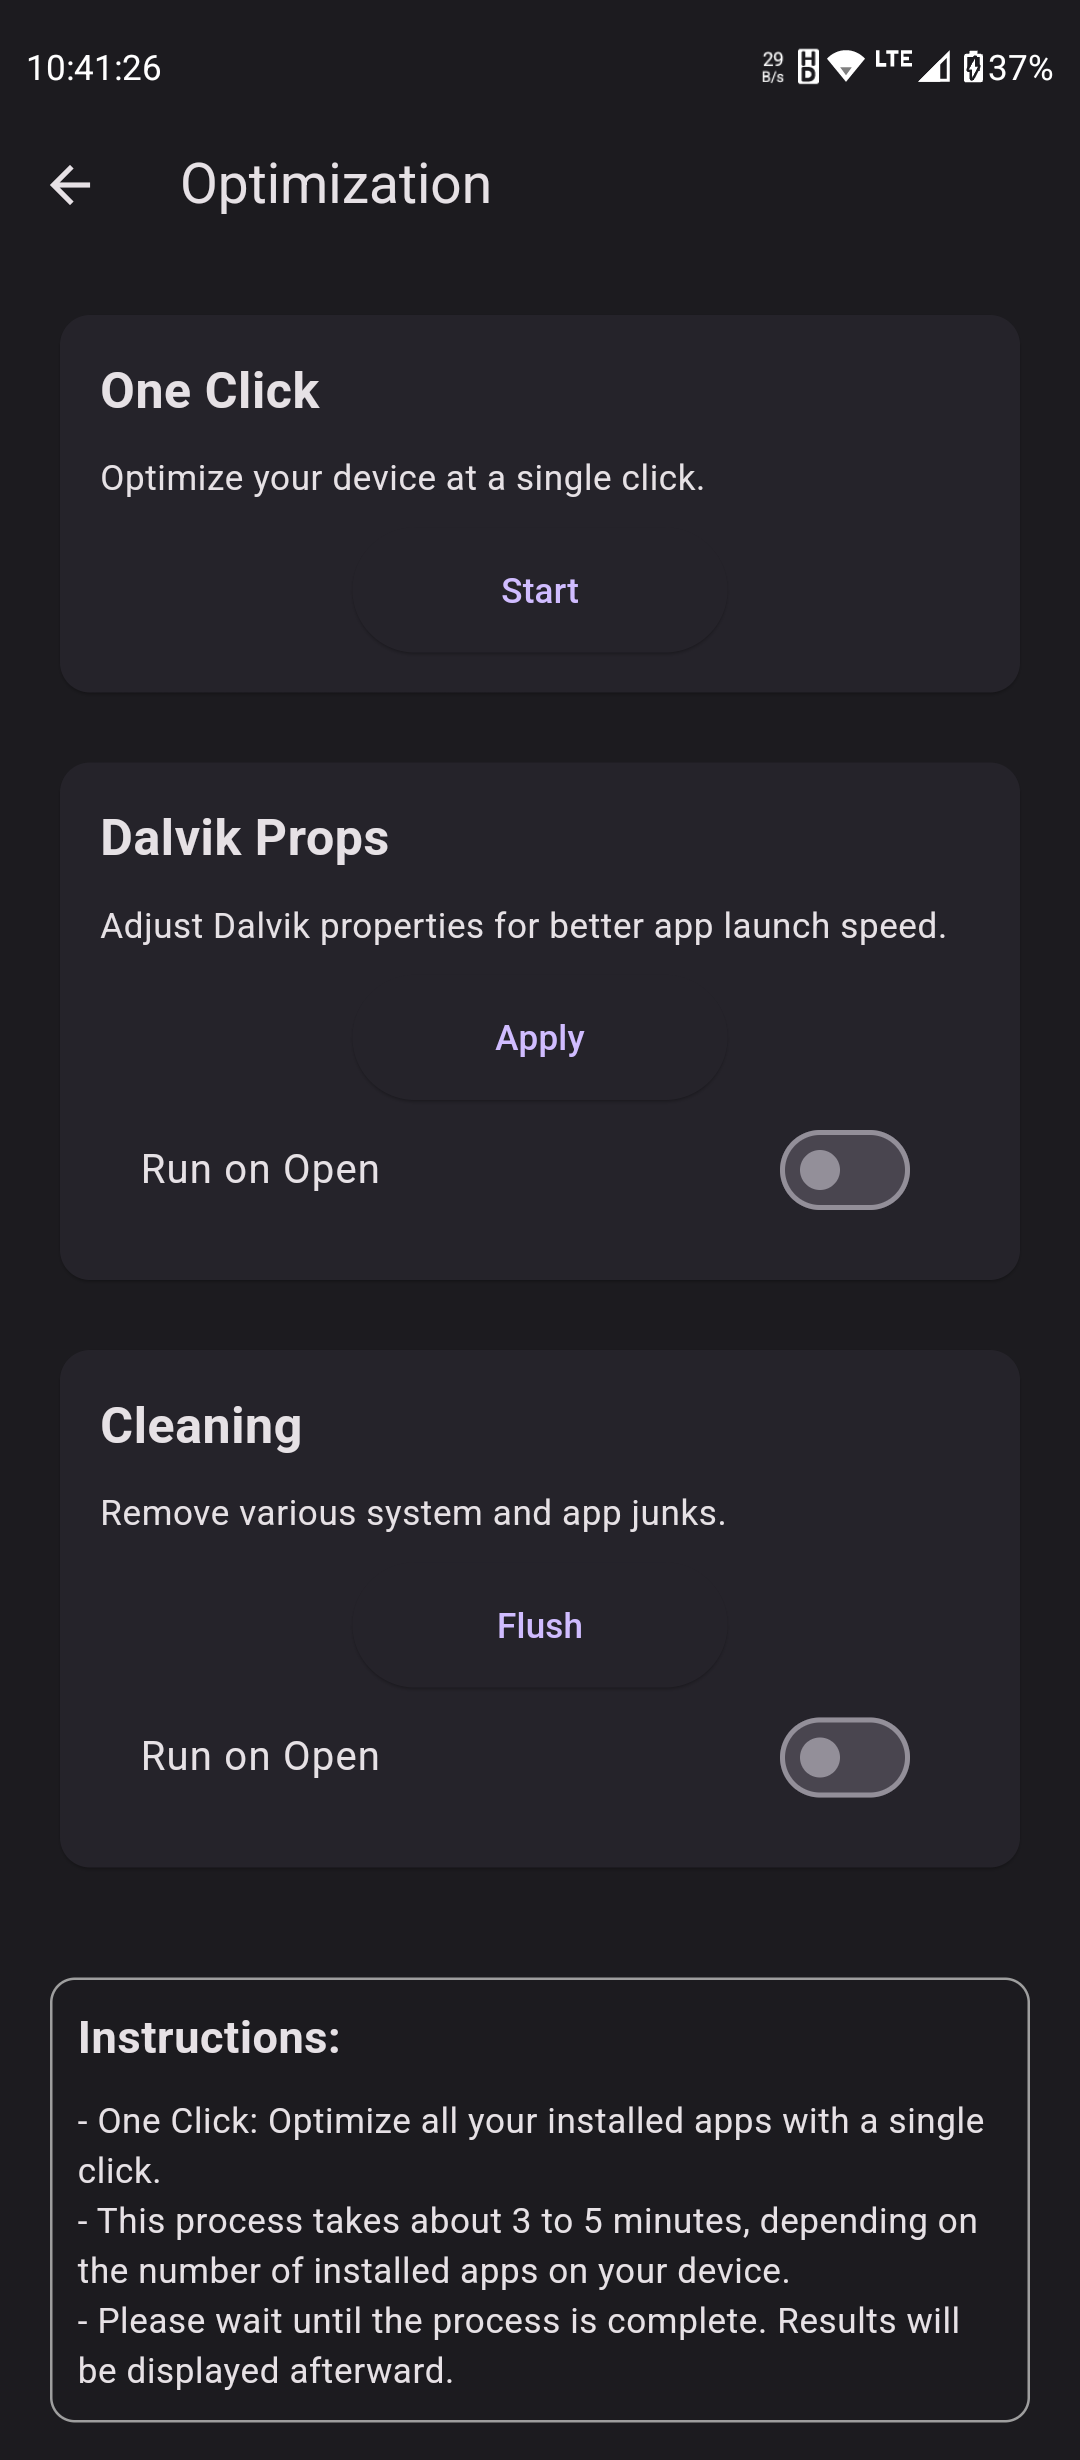 10:41:26
29
B/s
HD
LTE
37%
Optimization
One Click
Optimize your device at a single click.
Start
Dalvik Props
Adjust Dalvik properties for better app launch speed.
Apply
Run on Open
Cleaning
Remove various system and app junks.
Flush
Run on Open
Instructions:
- One Click: Optimize all your installed apps with a single
click.
- This process takes about 3 to 5 minutes, depending on
the number of installed apps on your device.
- Please wait until the process is complete. Results will
be displayed afterward.